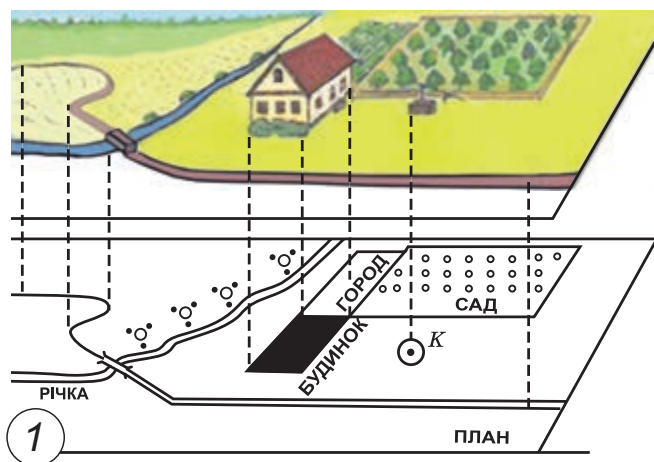 ГОРОД
САД
БУДИНОК
K
РІЧКА
ПЛАН
1